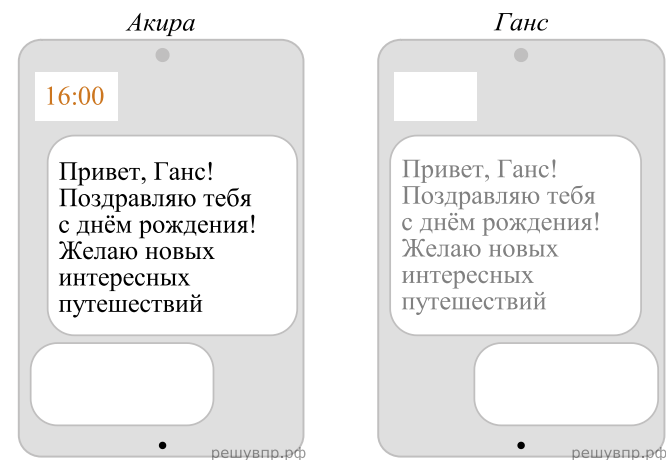 Акира
16:00
Привет, Ганс!
Поздравляю тебя
с днём рождения!
Желаю новых
интересных
путешествий
решувпр.рф
Ганс
Привет, Ганс!
Поздравляю тебя
с днём рождения!
Желаю новых
интересных
путешествий
решувпр.рф